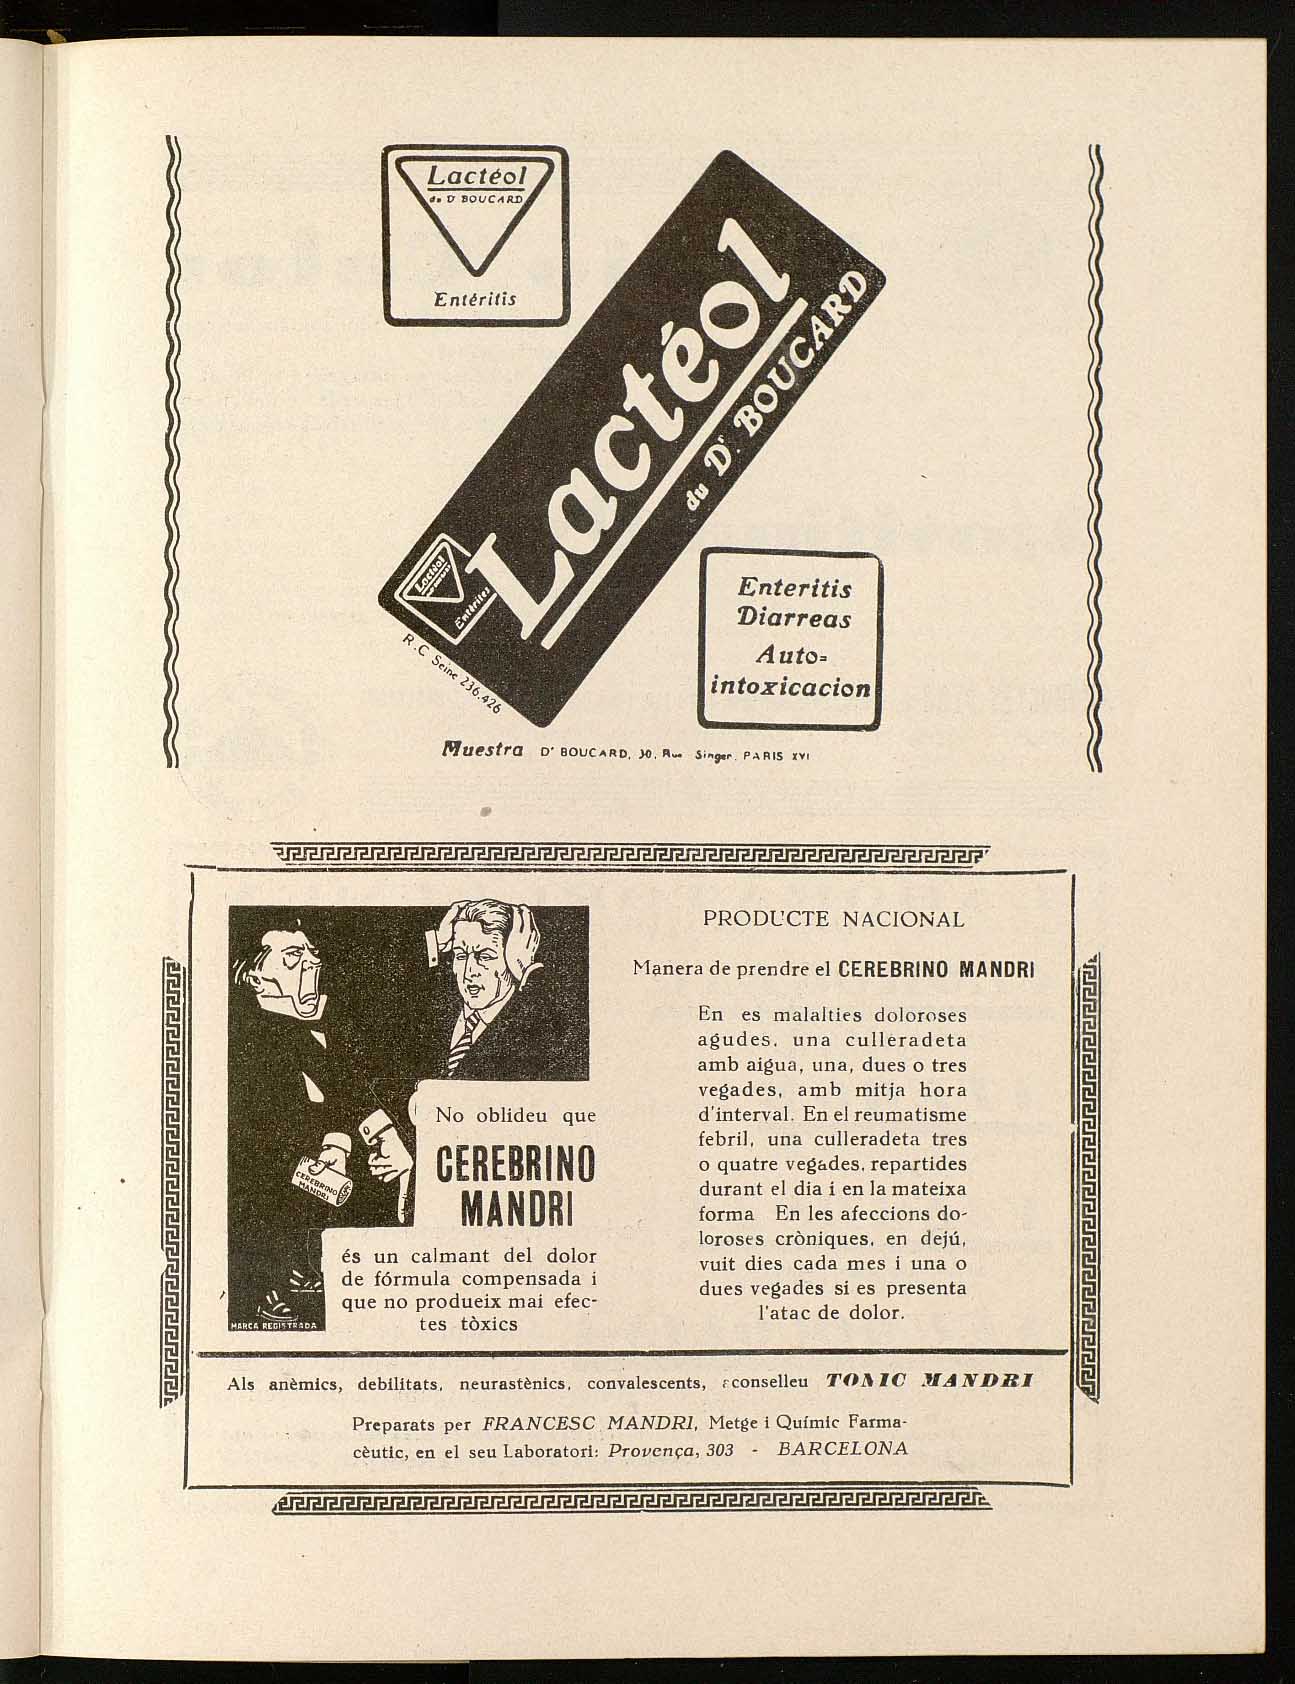 Lactéol
du Dr BOUCARD
Entéritis
Lactéol
du Dr. BOUCARD
Lactéol
Entérites
R.C Seine 236.426
Enteritis
Diarreas
Auto=
intoxicacion
Muestra Dr BOUCARD, 30, Rue Singer. PARIS XVI
PRODUCTE NACIONAL
Manera de prendre el CEREBRINO MANDRI
En es malalties doloroses
agudes, una culleradeta
amb aigua, una, dues o tres
vegades, amb mitja hora
d'interval. En el reumatisme
febril, una culleradeta tres
o quatre vegades, repartides
durant el dia i en la mateixa
forma En les afeccions do-
loroses cròniques, en dejú,
vuit dies cada mes i una o
dues vegades si es presenta
l'atac de dolor.
CEREBRINO
MANDRI
No oblideu que
CEREBRINO
MANDRI
és un calmant del dolor
de fórmula compensada i
que no produeix mai efec-
tes tòxics
MARCA REGISTRADA
Als anèmics, debilitats, neurastènics, convalescents, aconselleu TONIC MANDRI
Preparats per FRANCESC MANDRI, Metge i Químic Farma-
cèutic, en el seu Laboratori: Provença, 303 - BARCELONA